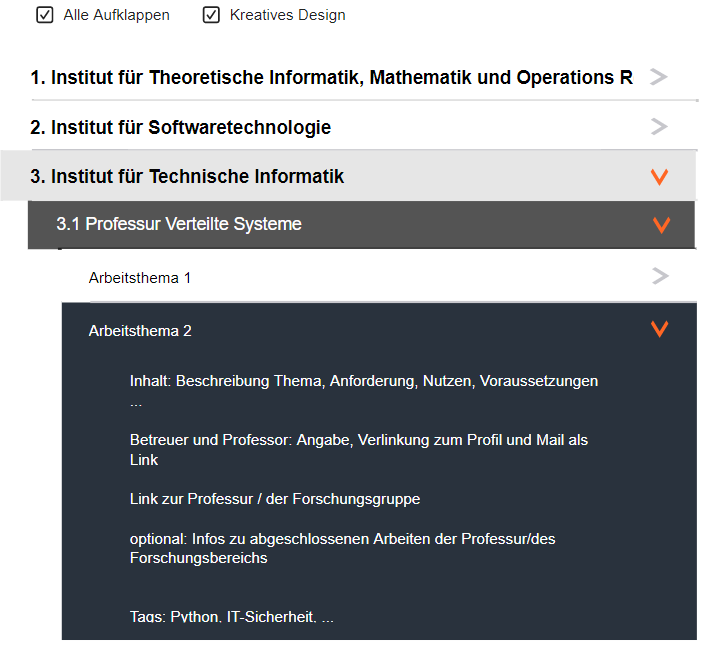 Alle Aufklappen Kreatives Design
1. Institut für Theoretische Informatik, Mathematik und Operations R
2. Institut für Softwaretechnologie
3. Institut für Technische Informatik
3.1 Professur Verteilte Systeme
Arbeitsthema 1
Arbeitsthema 2
Inhalt: Beschreibung Thema, Anforderung, Nutzen, Voraussetzungen
...
Betreuer und Professor: Angabe, Verlinkung zum Profil und Mail als
Link
Link zur Professur / der Forschungsgruppe
optional: Infos zu abgeschlossenen Arbeiten der Professur/des
Forschungsbereichs
Tags: Python, IT-Sicherheit, ...